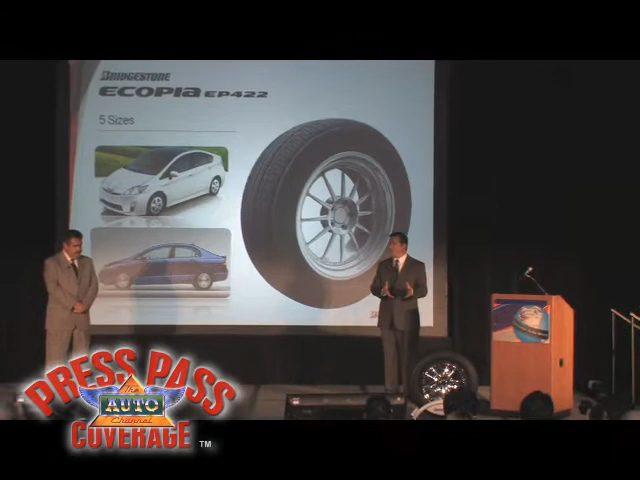 BRIDGESTONE
ECOPIA EP422
5 Sizes
PRESS PASS
The
AUTO
Channel
COVERAGE
TM